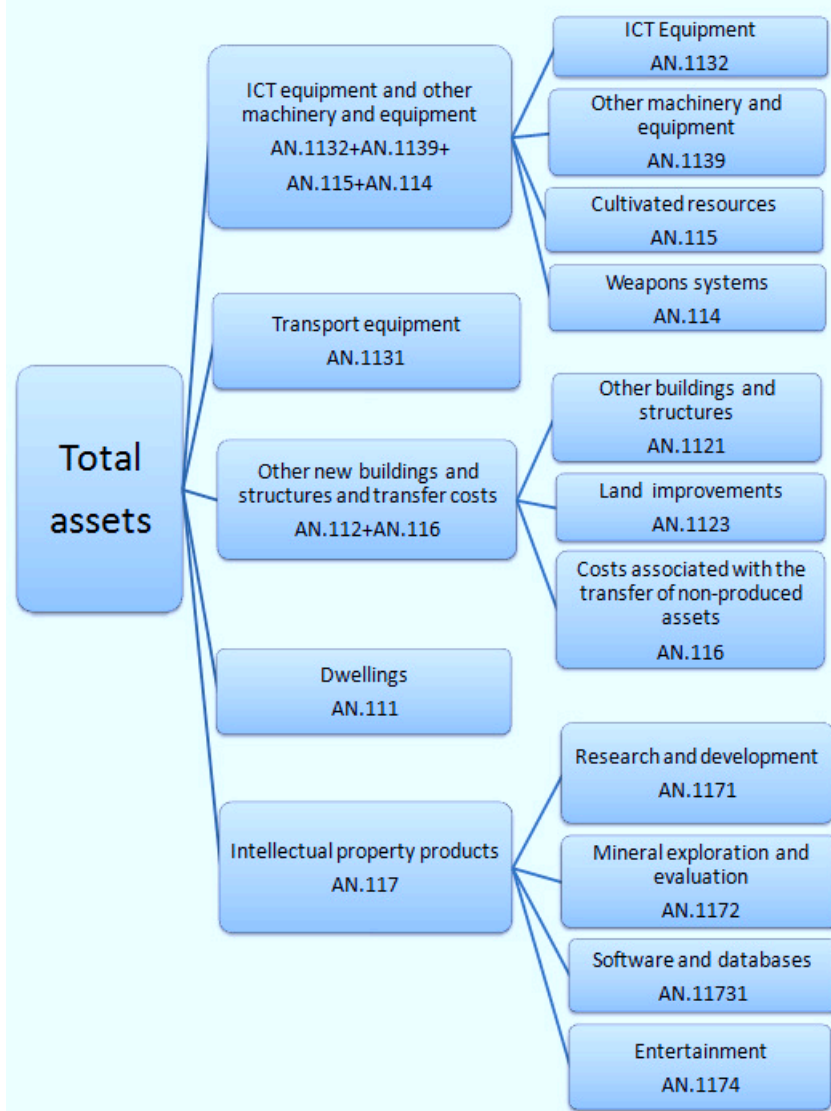 Total
assets
ICT equipment and other
machinery and equipment
AN.1132+AN.1139+
AN.115+AN.114
ICT Equipment
AN.1132
Other machinery and
equipment
AN.1139
Cultivated resources
AN.115
Weapons systems
AN.114
Transport equipment
AN.1131
Other new buildings and
structures and transfer costs
AN.112+AN.116
Other buildings and
structures
AN.1121
Land improvements
AN.1123
Costs associated with the
transfer of non-produced
assets
AN.116
Dwellings
AN.111
Intellectual property products
AN.117
Research and development
AN.1171
Mineral exploration and
evaluation
AN.1172
Software and databases
AN.11731
Entertainment
AN.1174